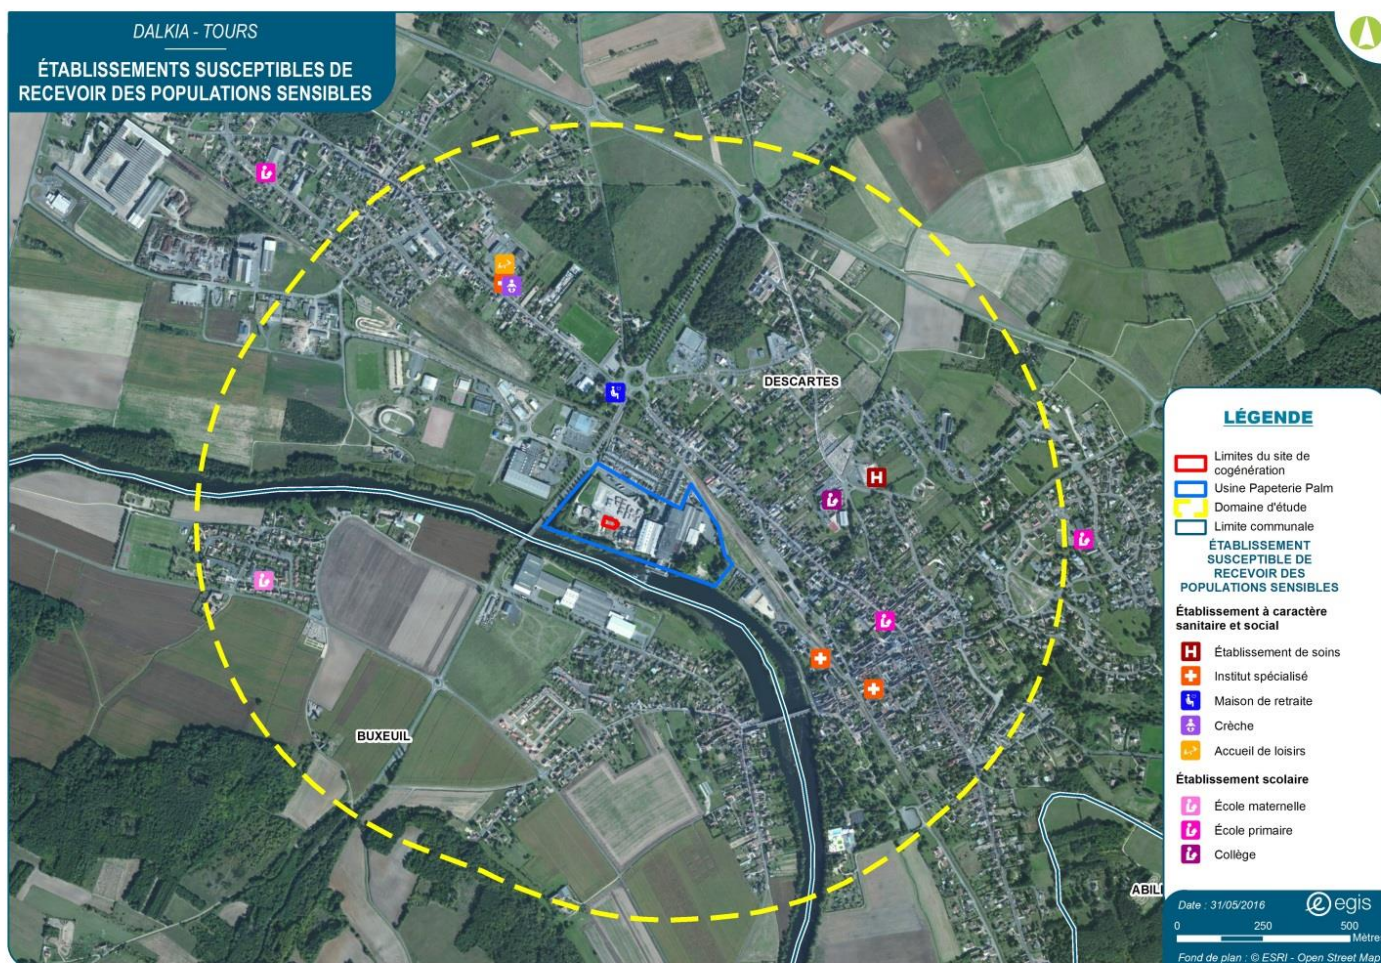 DALKIA - TOURS
ÉTABLISSEMENTS SUSCEPTIBLES DE
RECEVOIR DES POPULATIONS SENSIBLES
DESCARTES
BUXEUIL
ABIL
LÉGENDE
Limites du site de
cogénération
Usine Papeterie Palm
Domaine d'étude
Limite communale
ÉTABLISSEMENT
SUSCEPTIBLE DE
RECEVOIR DES
POPULATIONS SENSIBLES
Établissement à caractère
sanitaire et social
H Établissement de soins
Institut spécialisé
Maison de retraite
Crèche
Accueil de loisirs
Établissement scolaire
École maternelle
École primaire
Collège
Date : 31/05/2016
egis
0 250 500
Mètres
Fond de plan : © ESRI - Open Street Map
H